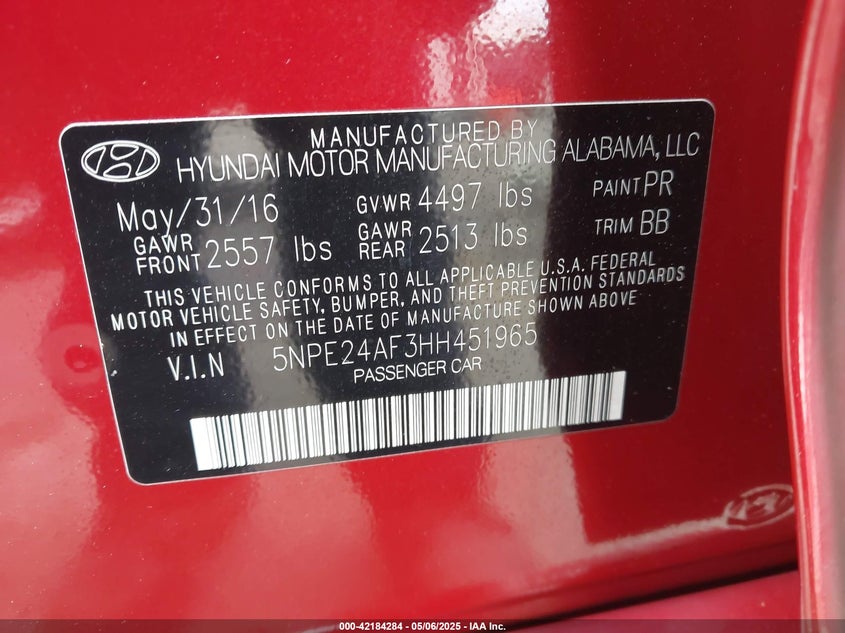 MANUFACTURED BY
HYUNDAI MOTOR MANUFACTURING ALABAMA, LLC
May/31/16 GVWR 4497 lbs PAINT PR
GAWR FRONT 2557 lbs GAWR REAR 2513 lbs TRIM BB
THIS VEHICLE CONFORMS TO ALL APPLICABLE U.S.A. FEDERAL
MOTOR VEHICLE SAFETY, BUMPER, AND THEFT PREVENTION STANDARDS
IN EFFECT ON THE DATE OF MANUFACTURE SHOWN ABOVE
V.I.N 5NPE24AF3HH451965
PASSENGER CAR
000-42184284 - 05/06/2025 - IAA Inc.